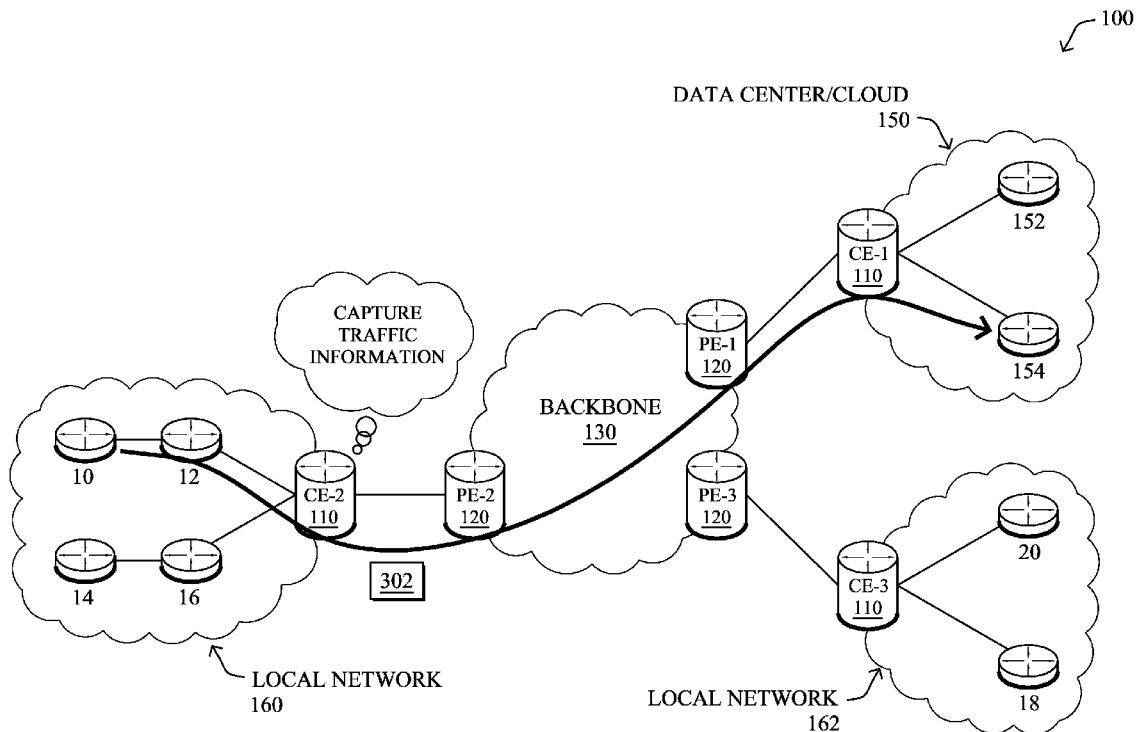 100
DATA CENTER/CLOUD
150
152
CE-1
110
154
CAPTURE
TRAFFIC
INFORMATION
PE-1
120
BACKBONE
130
10
12
CE-2
110
PE-2
120
PE-3
120
14
16
302
20
CE-3
110
18
LOCAL NETWORK
160
LOCAL NETWORK
162